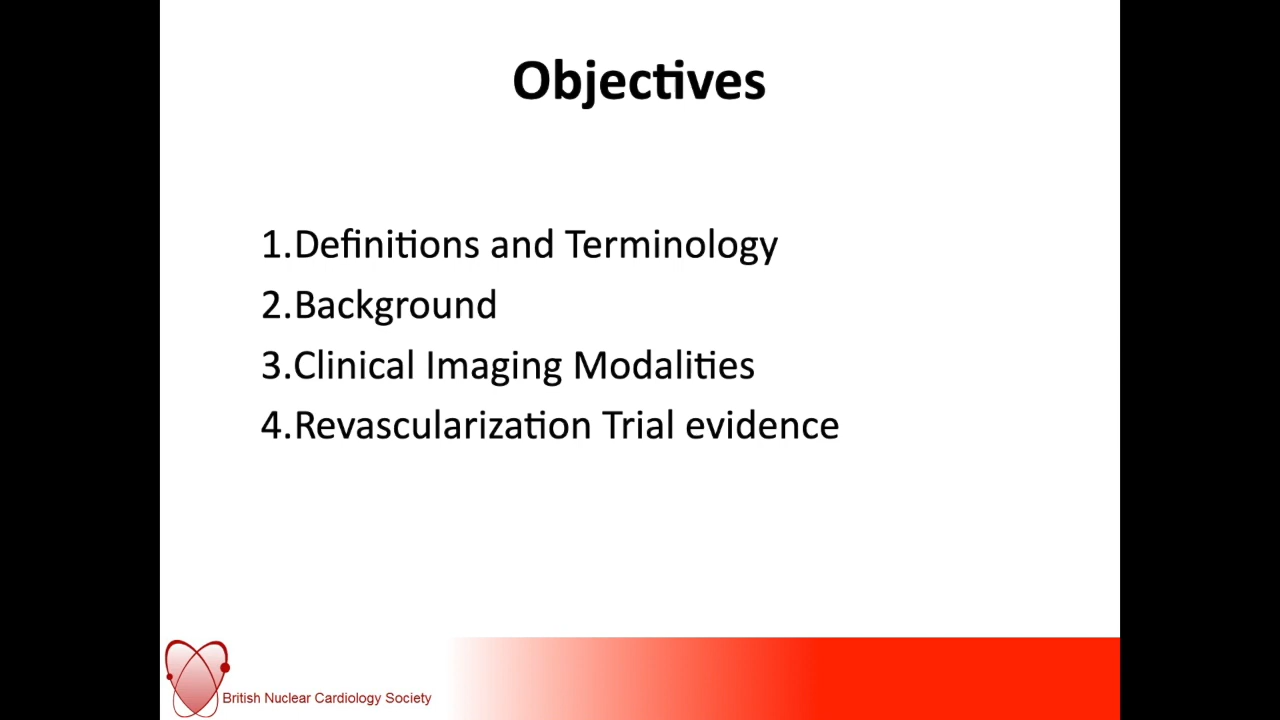 Objectives
1.Definitions and Terminology
2.Background
3.Clinical Imaging Modalities
4.Revascularization Trial evidence
British Nuclear Cardiology Society